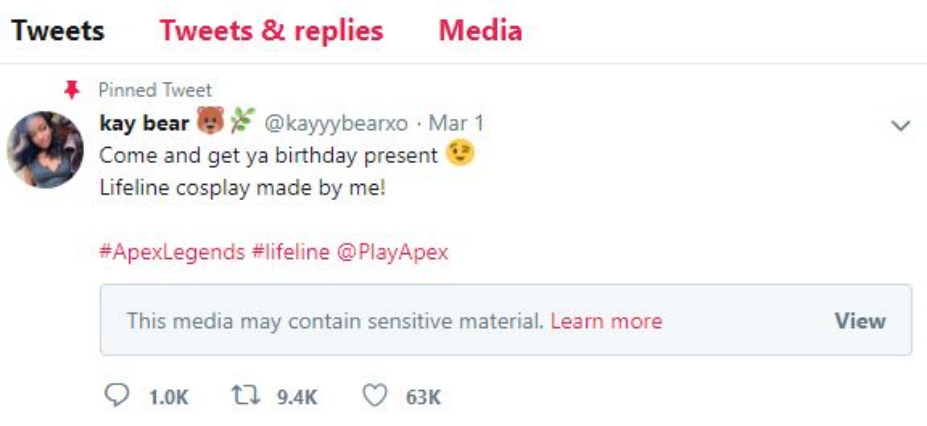 Tweets Tweets & replies Media
Pinned Tweet
kay bear 🐻🌿 @kayyybearxo · Mar 1
Come and get ya birthday present 😉
Lifeline cosplay made by me!
#ApexLegends #lifeline @PlayApex
This media may contain sensitive material. Learn more View
1.0K 9.4K 63K